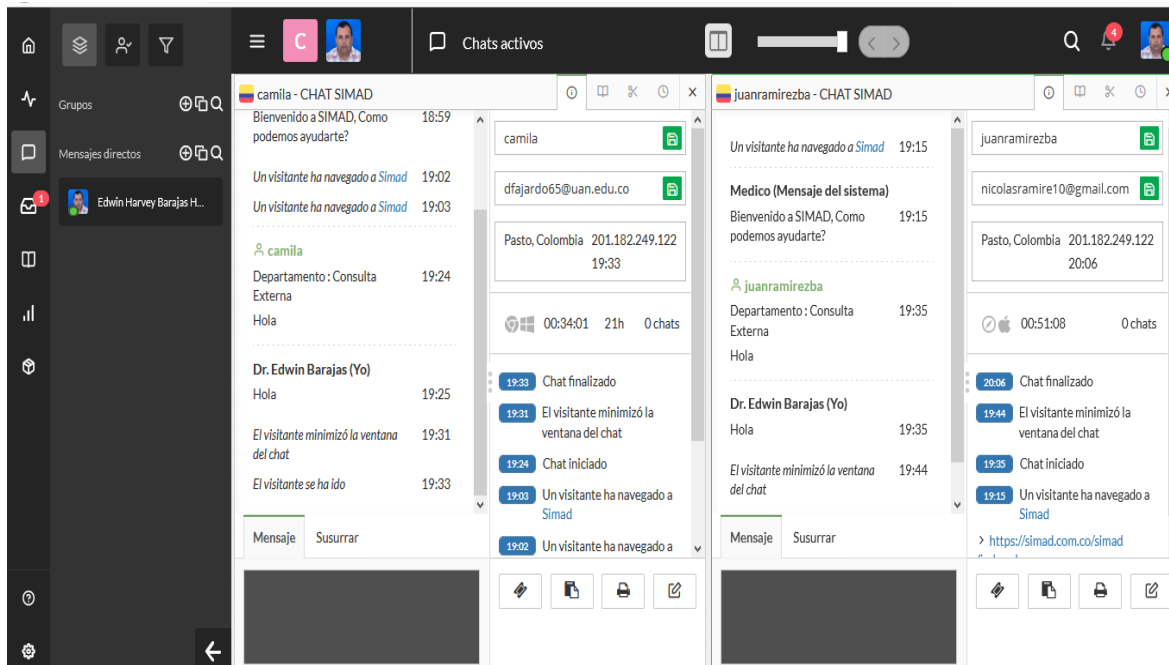 C
Chats activos
4
Grupos
Mensajes directos
1
Edwin Harvey Barajas H...
camila - CHAT SIMAD
x
Bienvenido a SIMAD, Como 18:59
podemos ayudarte?
Un visitante ha navegado a Simad 19:02
Un visitante ha navegado a Simad 19:03
camila
Departamento : Consulta 19:24
Externa
Hola
Dr. Edwin Barajas (Yo)
Hola 19:25
El visitante minimizó la ventana 19:31
del chat
El visitante se ha ido 19:33
Mensaje Susurrar
camila
dfajardo65@uan.edu.co
Pasto, Colombia 201.182.249.122
19:33
00:34:01 21h 0 chats
19:33 Chat finalizado
19:31 El visitante minimizó la
ventana del chat
19:24 Chat iniciado
19:03 Un visitante ha navegado a
Simad
19:02 Un visitante ha navegado a
juanramirezba - CHAT SIMAD
Un visitante ha navegado a Simad 19:15
Medico (Mensaje del sistema)
Bienvenido a SIMAD, Como 19:15
podemos ayudarte?
juanramirezba
Departamento : Consulta 19:35
Externa
Hola
Dr. Edwin Barajas (Yo)
Hola 19:35
El visitante minimizó la ventana 19:44
del chat
Mensaje Susurrar
juanramirezba
nicolasramire10@gmail.com
Pasto, Colombia 201.182.249.122
20:06
00:51:08 0 chats
20:06 Chat finalizado
19:44 El visitante minimizó la
ventana del chat
19:35 Chat iniciado
19:15 Un visitante ha navegado a
Simad
> https://simad.com.co/simad